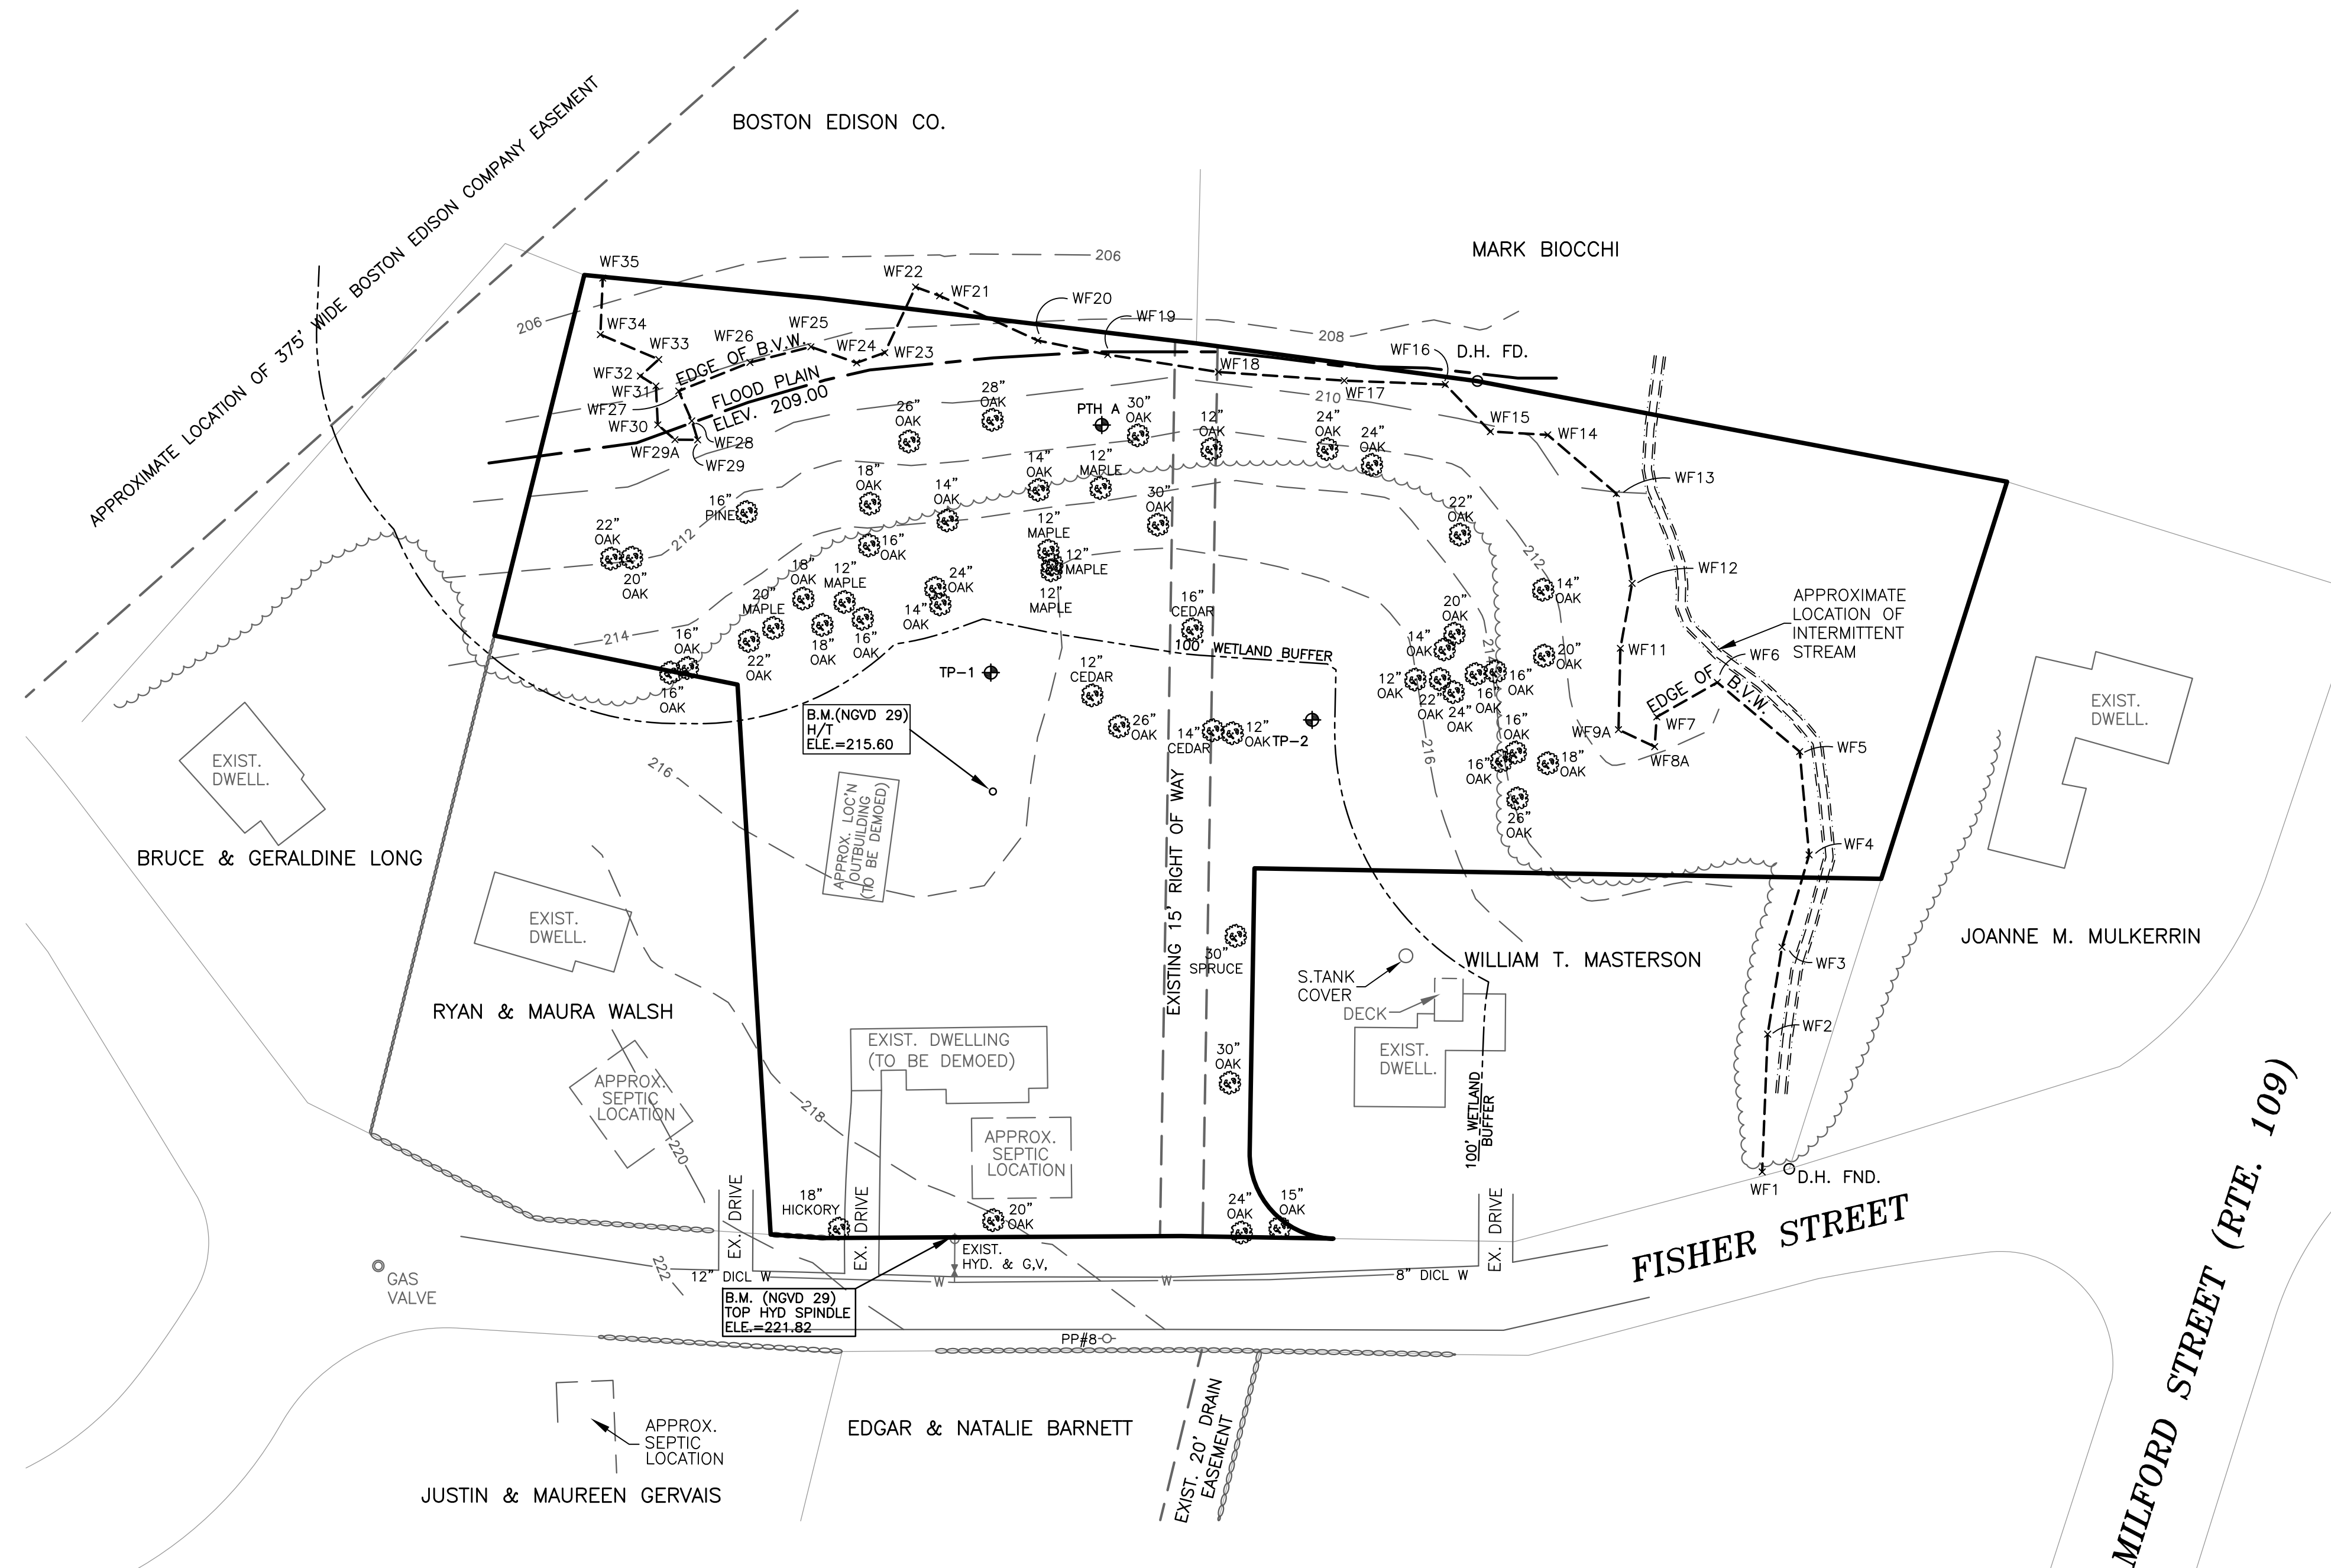 APPROXIMATE LOCATION OF 375' WIDE BOSTON EDISON COMPANY EASEMENT
BOSTON EDISON CO.
MARK BIOCCHI
WF35
WF34
WF33
WF32
WF31
WF27
WF30
WF29A
WF28
WF29
WF26
WF25
WF24
WF23
WF22
WF21
WF20
WF19
WF18
WF17
WF16
D.H. FD.
WF15
WF14
WF13
WF12
WF11
WF9A
WF8A
WF7
WF6
WF5
WF4
WF3
WF2
WF1
D.H. FND.
206
206
208
210
212
212
214
214
216
216
218
220
222
EDGE OF B.V.W.
FLOOD PLAIN
ELEV. 209.00
EDGE OF B.V.W.
APPROXIMATE
LOCATION OF
INTERMITTENT
STREAM
26"
OAK
28"
OAK
PTH A
30"
OAK
12"
OAK
24"
OAK
24"
OAK
18"
OAK
14"
OAK
14"
OAK
12"
MAPLE
30"
OAK
22"
OAK
16"
PINE
22"
OAK
20"
OAK
16"
OAK
12"
MAPLE
12"
MAPLE
12"
MAPLE
18"
OAK
12"
MAPLE
24"
OAK
14"
OAK
20"
MAPLE
18"
OAK
16"
OAK
22"
OAK
16"
OAK
16"
OAK
16"
CEDAR
100' WETLAND BUFFER
TP-1
12"
CEDAR
26"
OAK
14"
CEDAR
12"
OAK
TP-2
14"
OAK
20"
OAK
14"
OAK
20"
OAK
12"
OAK
22"
OAK
24"
OAK
16"
OAK
16"
OAK
16"
OAK
16"
OAK
18"
OAK
26"
OAK
B.M.(NGVD 29)
H/T
ELE.=215.60
APPROX. LOC'N
OUTBUILDING
(TO BE DEMOED)
EXISTING 15' RIGHT OF WAY
EXIST.
DWELL.
BRUCE & GERALDINE LONG
EXIST.
DWELL.
RYAN & MAURA WALSH
APPROX.
SEPTIC
LOCATION
EXIST. DWELLING
(TO BE DEMOED)
APPROX.
SEPTIC
LOCATION
30"
SPRUCE
30"
OAK
S.TANK
COVER
DECK
WILLIAM T. MASTERSON
EXIST.
DWELL.
100' WETLAND
BUFFER
EXIST.
DWELL.
JOANNE M. MULKERRIN
18"
HICKORY
20"
OAK
24"
OAK
15"
OAK
EX. DRIVE
EX. DRIVE
EX. DRIVE
EXIST.
HYD. & G,V,
12" DICL W
W
W
8" DICL W
B.M. (NGVD 29)
TOP HYD SPINDLE
ELE.=221.82
GAS
VALVE
PP#8
FISHER STREET
MILFORD STREET (RTE. 109)
EXIST. 20' DRAIN
EASEMENT
APPROX.
SEPTIC
LOCATION
EDGAR & NATALIE BARNETT
JUSTIN & MAUREEN GERVAIS